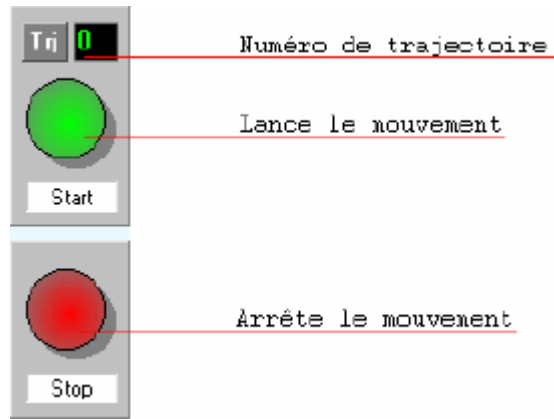 Trj 0 Numéro de trajectoire
Lance le mouvement
Start
Arrête le mouvement
Stop